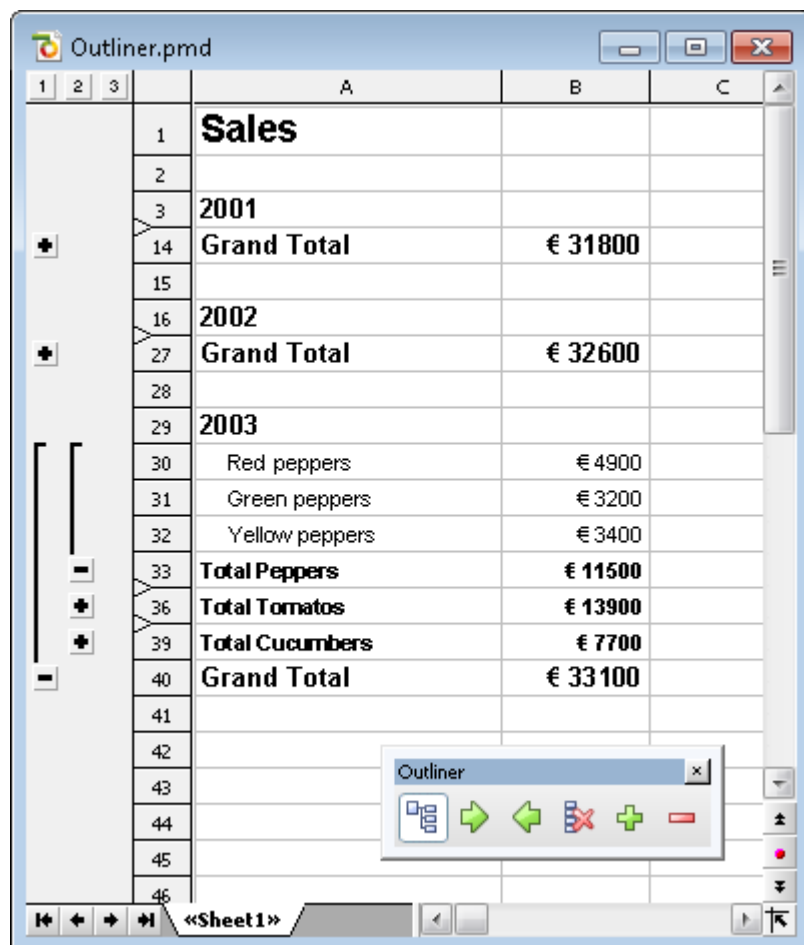 Outliner.pmd
1 2 3 A B C
1 Sales
2
3 2001
14 Grand Total € 31800
15
16 2002
27 Grand Total € 32600
28
29 2003
30 Red peppers € 4900
31 Green peppers € 3200
32 Yellow peppers € 3400
33 Total Peppers € 11500
36 Total Tomatos € 13900
39 Total Cucumbers € 7700
40 Grand Total € 33100
41
42
Outliner
43
44
45
46
«Sheet1»